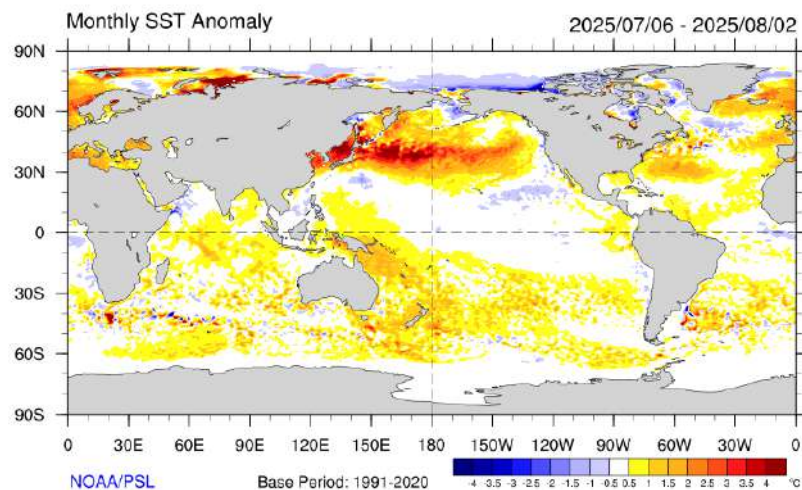 Monthly SST Anomaly 2025/07/06 - 2025/08/02
90N
60N
30N
0
30S
60S
90S
0 30E 60E 90E 120E 150E 180 150W 120W 90W 60W 30W 0
NOAA/PSL Base Period: 1991-2020
-4 -3.5 -3 -2.5 -2 -1.5 -1 -0.5 0.5 1 1.5 2 2.5 3 3.5 4 °C